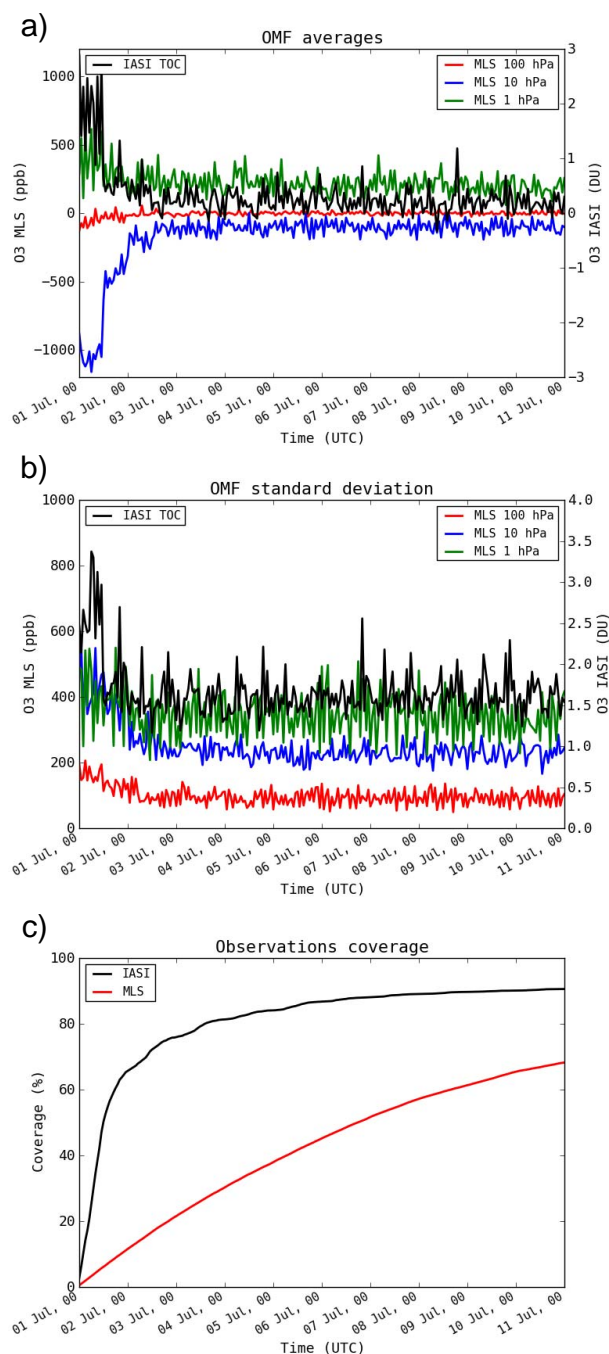 a)
OMF averages
IASI TOC
MLS 100 hPa
MLS 10 hPa
MLS 1 hPa
1000
500
0
−500
−1000
3
2
1
0
−1
−2
−3
O3 MLS (ppb)
O3 IASI (DU)
01 Jul, 00
02 Jul, 00
03 Jul, 00
04 Jul, 00
05 Jul, 00
06 Jul, 00
07 Jul, 00
08 Jul, 00
09 Jul, 00
10 Jul, 00
11 Jul, 00
Time (UTC)
b)
OMF standard deviation
IASI TOC
MLS 100 hPa
MLS 10 hPa
MLS 1 hPa
1000
800
600
400
200
0
4.0
3.5
3.0
2.5
2.0
1.5
1.0
0.5
0.0
O3 MLS (ppb)
O3 IASI (DU)
01 Jul, 00
02 Jul, 00
03 Jul, 00
04 Jul, 00
05 Jul, 00
06 Jul, 00
07 Jul, 00
08 Jul, 00
09 Jul, 00
10 Jul, 00
11 Jul, 00
Time (UTC)
c)
Observations coverage
IASI
MLS
100
80
60
40
20
0
Coverage (%)
01 Jul, 00
02 Jul, 00
03 Jul, 00
04 Jul, 00
05 Jul, 00
06 Jul, 00
07 Jul, 00
08 Jul, 00
09 Jul, 00
10 Jul, 00
11 Jul, 00
Time (UTC)